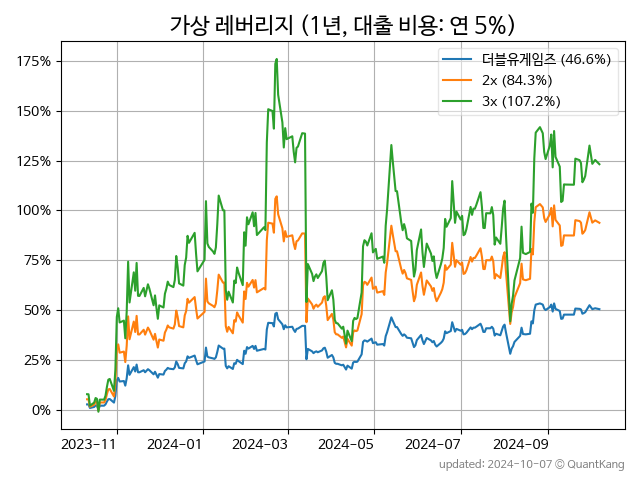 가상 레버리지 (1년, 대출 비용: 연 5%)
더블유게임즈 (46.6%)
2x (84.3%)
3x (107.2%)
175%
150%
125%
100%
75%
50%
25%
0%
2023-11
2024-01
2024-03
2024-05
2024-07
2024-09
updated: 2024-10-07 © QuantKang